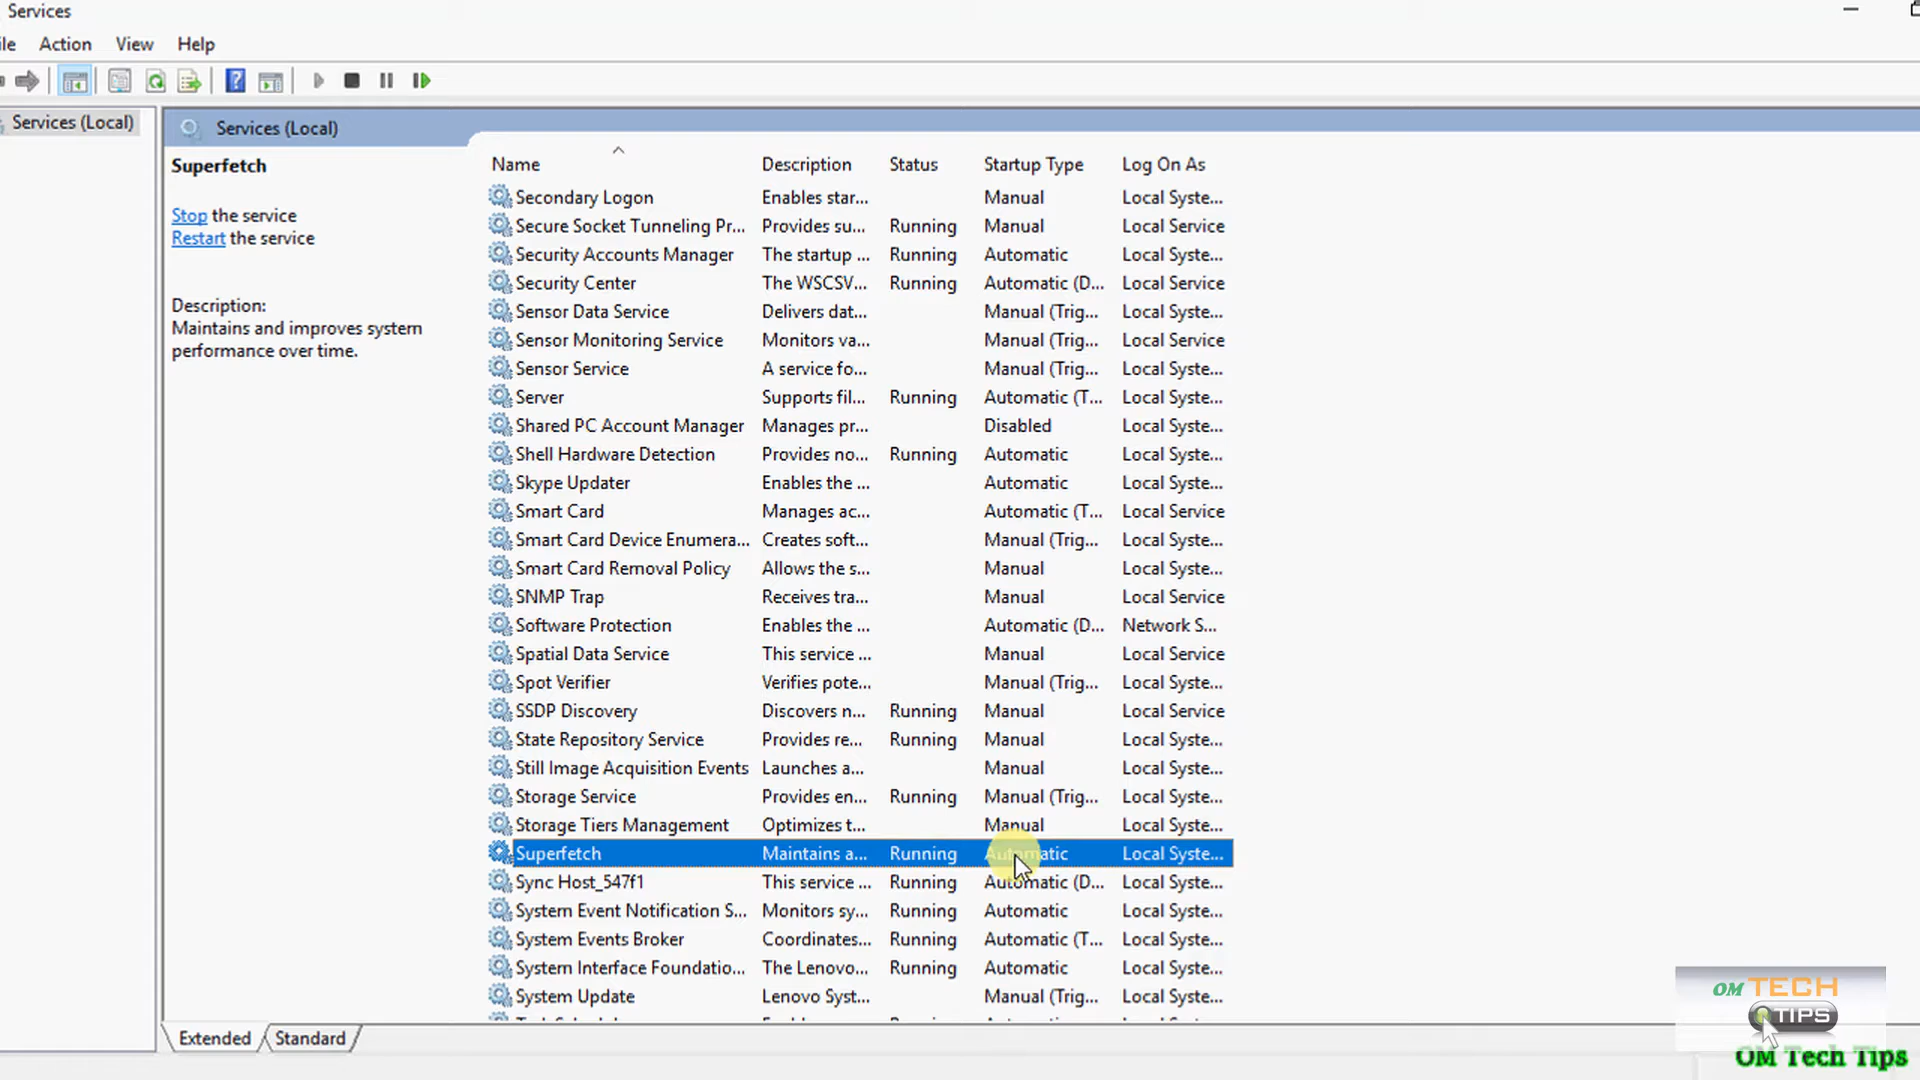 Services
ile Action View Help
Services (Local)
Services (Local)
Superfetch
Stop the service
Restart the service
Description:
Maintains and improves system
performance over time.
Name Description Status Startup Type Log On As
Secondary Logon Enables star... Manual Local Syste...
Secure Socket Tunneling Pr... Provides su... Running Manual Local Service
Security Accounts Manager The startup ... Running Automatic Local Syste...
Security Center The WSCSV... Running Automatic (D... Local Service
Sensor Data Service Delivers dat... Manual (Trig... Local Syste...
Sensor Monitoring Service Monitors va... Manual (Trig... Local Service
Sensor Service A service fo... Manual (Trig... Local Syste...
Server Supports fil... Running Automatic (T... Local Syste...
Shared PC Account Manager Manages pr... Disabled Local Syste...
Shell Hardware Detection Provides no... Running Automatic Local Syste...
Skype Updater Enables the ... Automatic Local Syste...
Smart Card Manages ac... Automatic (T... Local Service
Smart Card Device Enumera... Creates soft... Manual (Trig... Local Syste...
Smart Card Removal Policy Allows the s... Manual Local Syste...
SNMP Trap Receives tra... Manual Local Service
Software Protection Enables the ... Automatic (D... Network S...
Spatial Data Service This service ... Manual Local Service
Spot Verifier Verifies pote... Manual (Trig... Local Syste...
SSDP Discovery Discovers n... Running Manual Local Service
State Repository Service Provides re... Running Manual Local Syste...
Still Image Acquisition Events Launches a... Manual Local Syste...
Storage Service Provides en... Running Manual (Trig... Local Syste...
Storage Tiers Management Optimizes t... Manual Local Syste...
Superfetch Maintains a... Running Automatic Local Syste...
Sync Host_547f1 This service ... Running Automatic (D... Local Syste...
System Event Notification S... Monitors sy... Running Automatic Local Syste...
System Events Broker Coordinates... Running Automatic (T... Local Syste...
System Interface Foundatio... The Lenovo... Running Automatic Local Syste...
System Update Lenovo Syst... Manual (Trig... Local Syste...
Extended Standard
OM TECH
TIPS
OM Tech Tips